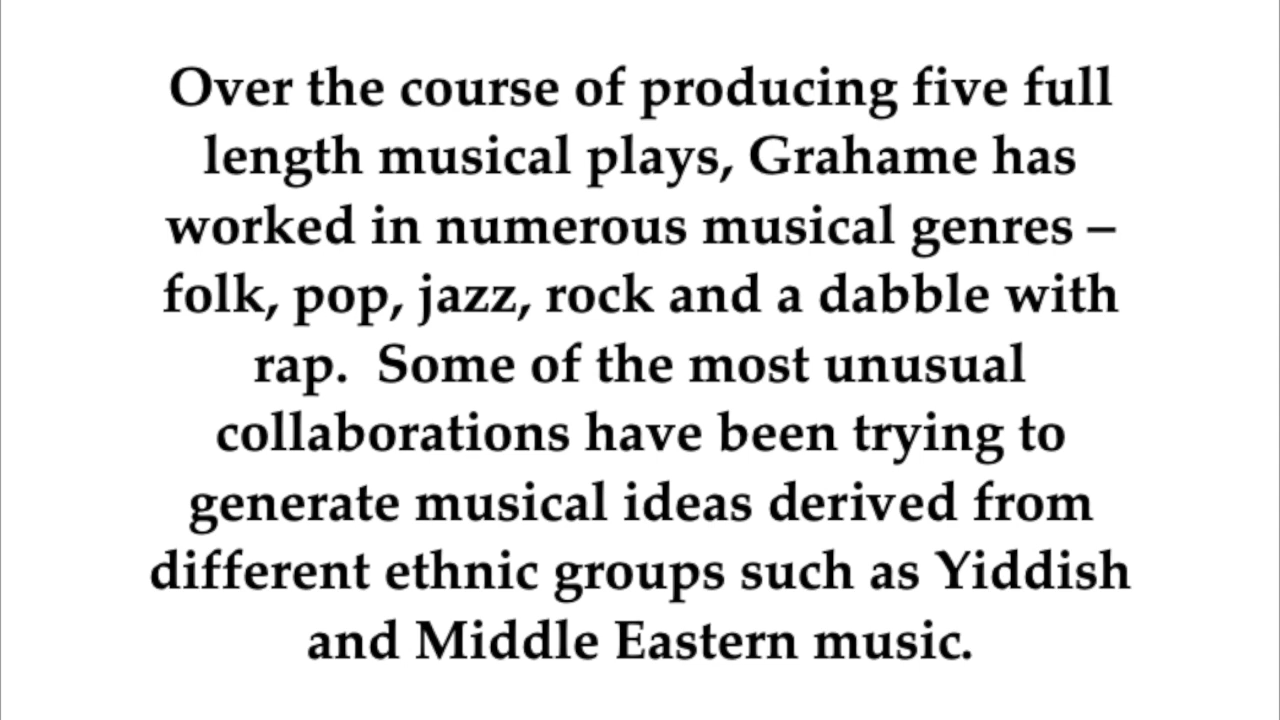 Over the course of producing five full
length musical plays, Grahame has
worked in numerous musical genres –
folk, pop, jazz, rock and a dabble with
rap.  Some of the most unusual
collaborations have been trying to
generate musical ideas derived from
different ethnic groups such as Yiddish
and Middle Eastern music.